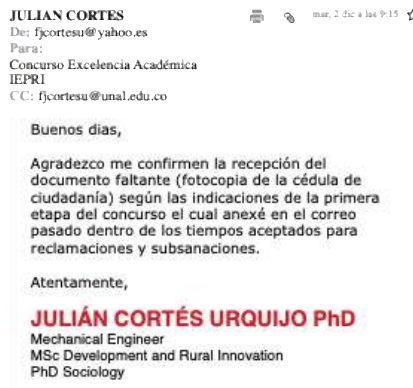 JULIAN CORTES
mar, 2 dic a las 9:15
De: fjcortesu@yahoo.es
Para:
Concurso Excelencia Académica
IEPRI
CC: fjcortesu@unal.edu.co
Buenos dias,
Agradezco me confirmen la recepción del
documento faltante (fotocopia de la cédula de
ciudadanía) según las indicaciones de la primera
etapa del concurso el cual anexé en el correo
pasado dentro de los tiempos aceptados para
reclamaciones y subsanaciones.
Atentamente,
JULIÁN CORTÉS URQUIJO PhD
Mechanical Engineer
MSc Development and Rural Innovation
PhD Sociology